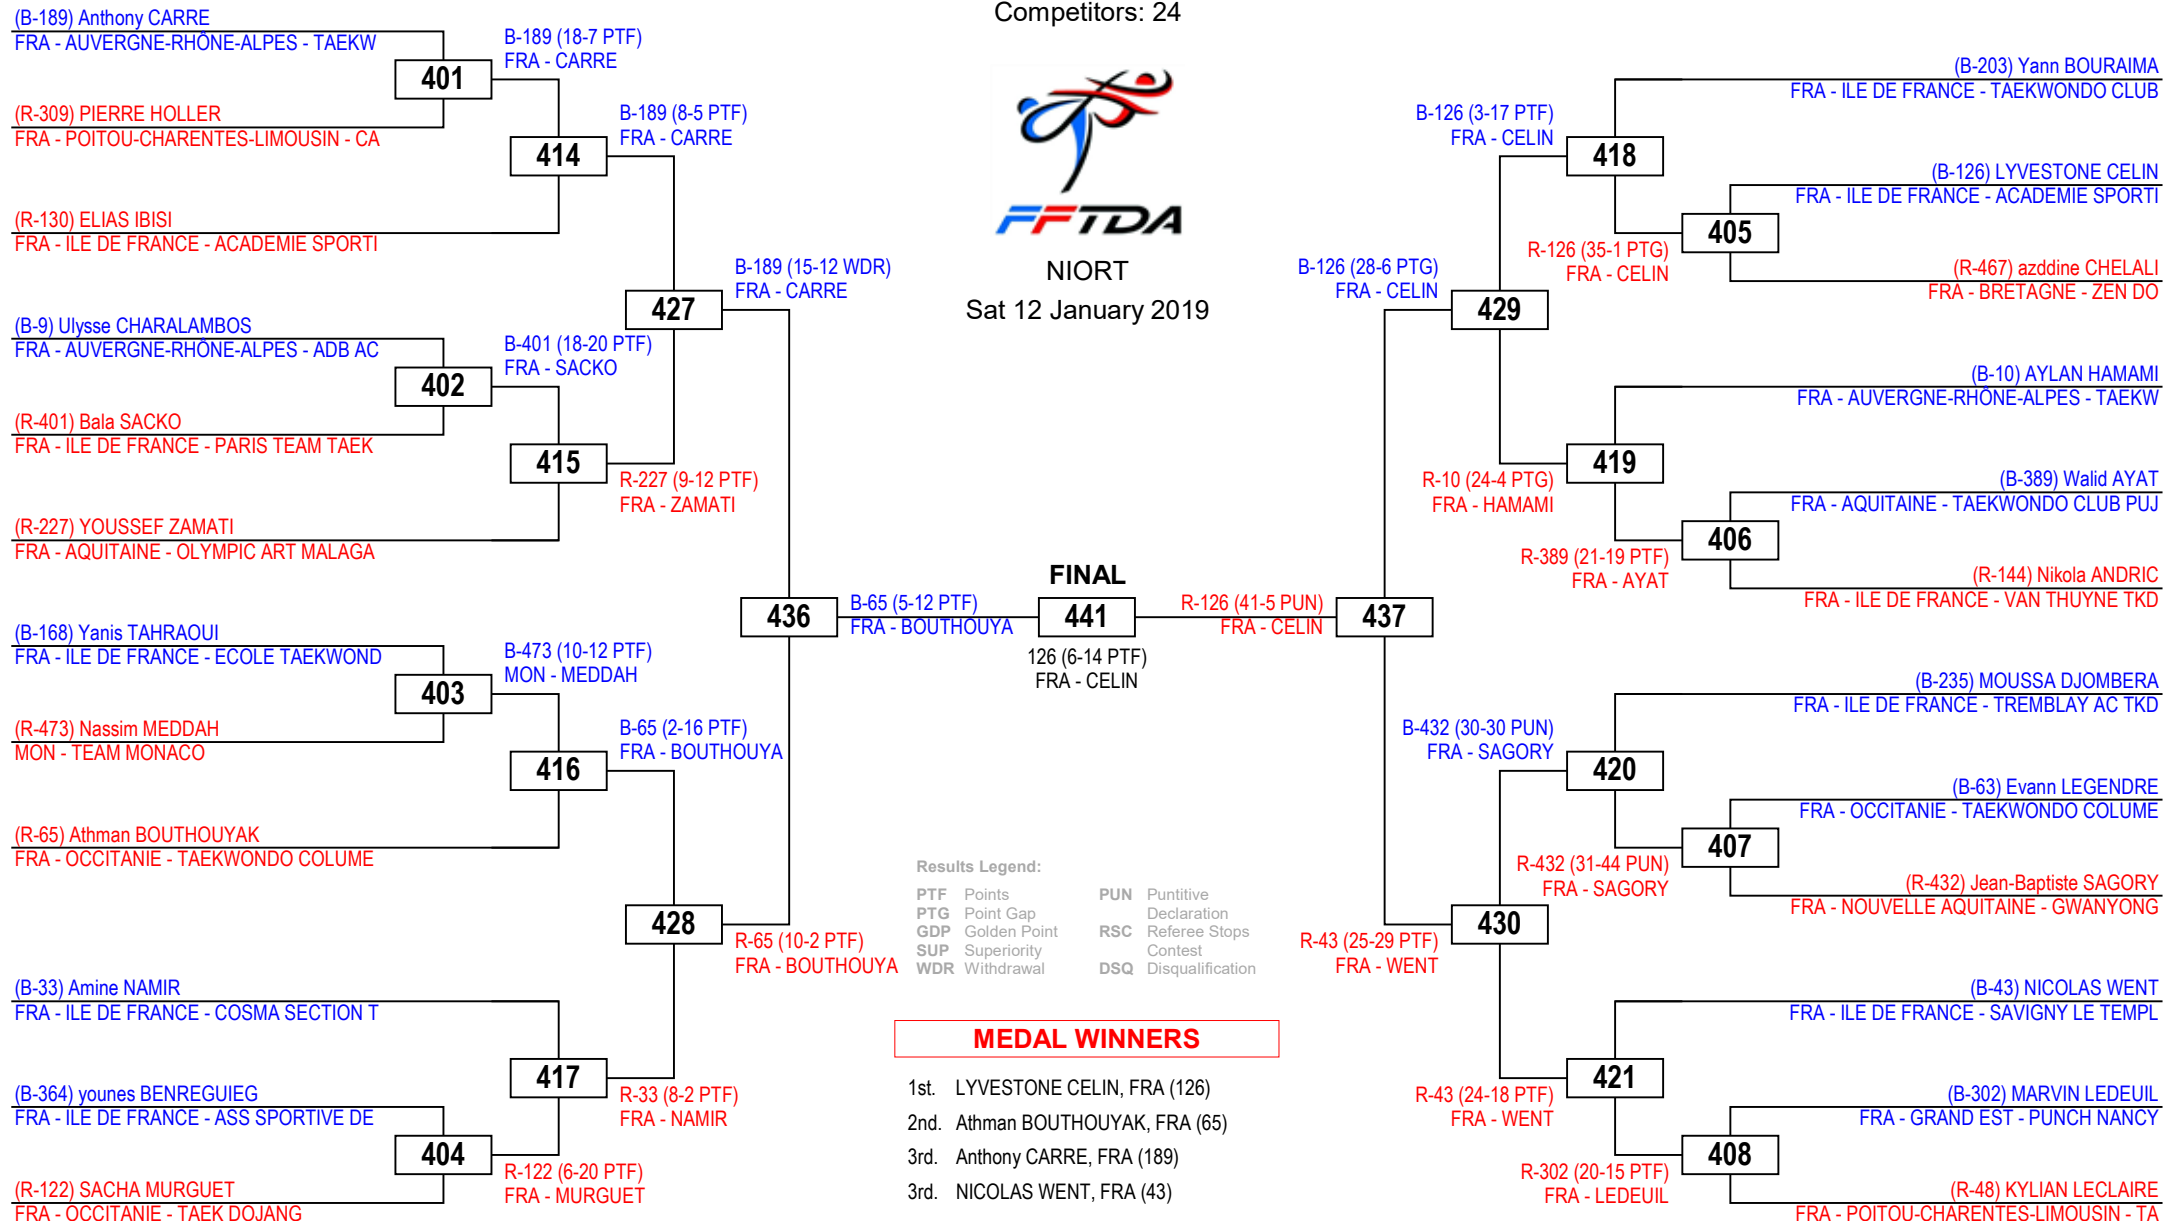 Competitors: 24
FFTDA
NIORT
Sat 12 January 2019
(B-189) Anthony CARRE
FRA - AUVERGNE-RHÔNE-ALPES - TAEKW
401
(R-309) PIERRE HOLLER
FRA - POITOU-CHARENTES-LIMOUSIN - CA
B-189 (18-7 PTF)
FRA - CARRE
414
(R-130) ELIAS IBISI
FRA - ILE DE FRANCE - ACADEMIE SPORTI
B-189 (8-5 PTF)
FRA - CARRE
427
B-189 (15-12 WDR)
FRA - CARRE
(B-9) Ulysse CHARALAMBOS
FRA - AUVERGNE-RHÔNE-ALPES - ADB AC
402
(R-401) Bala SACKO
FRA - ILE DE FRANCE - PARIS TEAM TAEK
B-401 (18-20 PTF)
FRA - SACKO
415
(R-227) YOUSSEF ZAMATI
FRA - AQUITAINE - OLYMPIC ART MALAGA
R-227 (9-12 PTF)
FRA - ZAMATI
436
(B-168) Yanis TAHRAOUI
FRA - ILE DE FRANCE - ECOLE TAEKWOND
403
(R-473) Nassim MEDDAH
MON - TEAM MONACO
B-473 (10-12 PTF)
MON - MEDDAH
416
(R-65) Athman BOUTHOUYAK
FRA - OCCITANIE - TAEKWONDO COLUME
B-65 (2-16 PTF)
FRA - BOUTHOUYA
428
R-65 (10-2 PTF)
FRA - BOUTHOUYA
(B-33) Amine NAMIR
FRA - ILE DE FRANCE - COSMA SECTION T
417
R-33 (8-2 PTF)
FRA - NAMIR
(B-364) younes BENREGUIEG
FRA - ILE DE FRANCE - ASS SPORTIVE DE
404
(R-122) SACHA MURGUET
FRA - OCCITANIE - TAEK DOJANG
R-122 (6-20 PTF)
FRA - MURGUET
B-65 (5-12 PTF)
FRA - BOUTHOUYA
FINAL
441
126 (6-14 PTF)
FRA - CELIN
R-126 (41-5 PUN)
FRA - CELIN
437
(B-203) Yann BOURAIMA
FRA - ILE DE FRANCE - TAEKWONDO CLUB
B-126 (3-17 PTF)
FRA - CELIN
418
(B-126) LYVESTONE CELIN
FRA - ILE DE FRANCE - ACADEMIE SPORTI
405
R-126 (35-1 PTG)
FRA - CELIN
(R-467) azddine CHELALI
FRA - BRETAGNE - ZEN DO
B-126 (28-6 PTG)
FRA - CELIN
429
(B-10) AYLAN HAMAMI
FRA - AUVERGNE-RHÔNE-ALPES - TAEKW
419
R-10 (24-4 PTG)
FRA - HAMAMI
(B-389) Walid AYAT
FRA - AQUITAINE - TAEKWONDO CLUB PUJ
406
R-389 (21-19 PTF)
FRA - AYAT
(R-144) Nikola ANDRIC
FRA - ILE DE FRANCE - VAN THUYNE TKD
(B-235) MOUSSA DJOMBERA
FRA - ILE DE FRANCE - TREMBLAY AC TKD
B-432 (30-30 PUN)
FRA - SAGORY
420
(B-63) Evann LEGENDRE
FRA - OCCITANIE - TAEKWONDO COLUME
407
R-432 (31-44 PUN)
FRA - SAGORY
(R-432) Jean-Baptiste SAGORY
FRA - NOUVELLE AQUITAINE - GWANYONG
430
R-43 (25-29 PTF)
FRA - WENT
(B-43) NICOLAS WENT
FRA - ILE DE FRANCE - SAVIGNY LE TEMPL
421
R-43 (24-18 PTF)
FRA - WENT
(B-302) MARVIN LEDEUIL
FRA - GRAND EST - PUNCH NANCY
408
R-302 (20-15 PTF)
FRA - LEDEUIL
(R-48) KYLIAN LECLAIRE
FRA - POITOU-CHARENTES-LIMOUSIN - TA
Results Legend:
PTF Points
PTG Point Gap
GDP Golden Point
SUP Superiority
WDR Withdrawal
PUN Puntitive
Declaration
RSC Referee Stops
Contest
DSQ Disqualification
MEDAL WINNERS
1st. LYVESTONE CELIN, FRA (126)
2nd. Athman BOUTHOUYAK, FRA (65)
3rd. Anthony CARRE, FRA (189)
3rd. NICOLAS WENT, FRA (43)